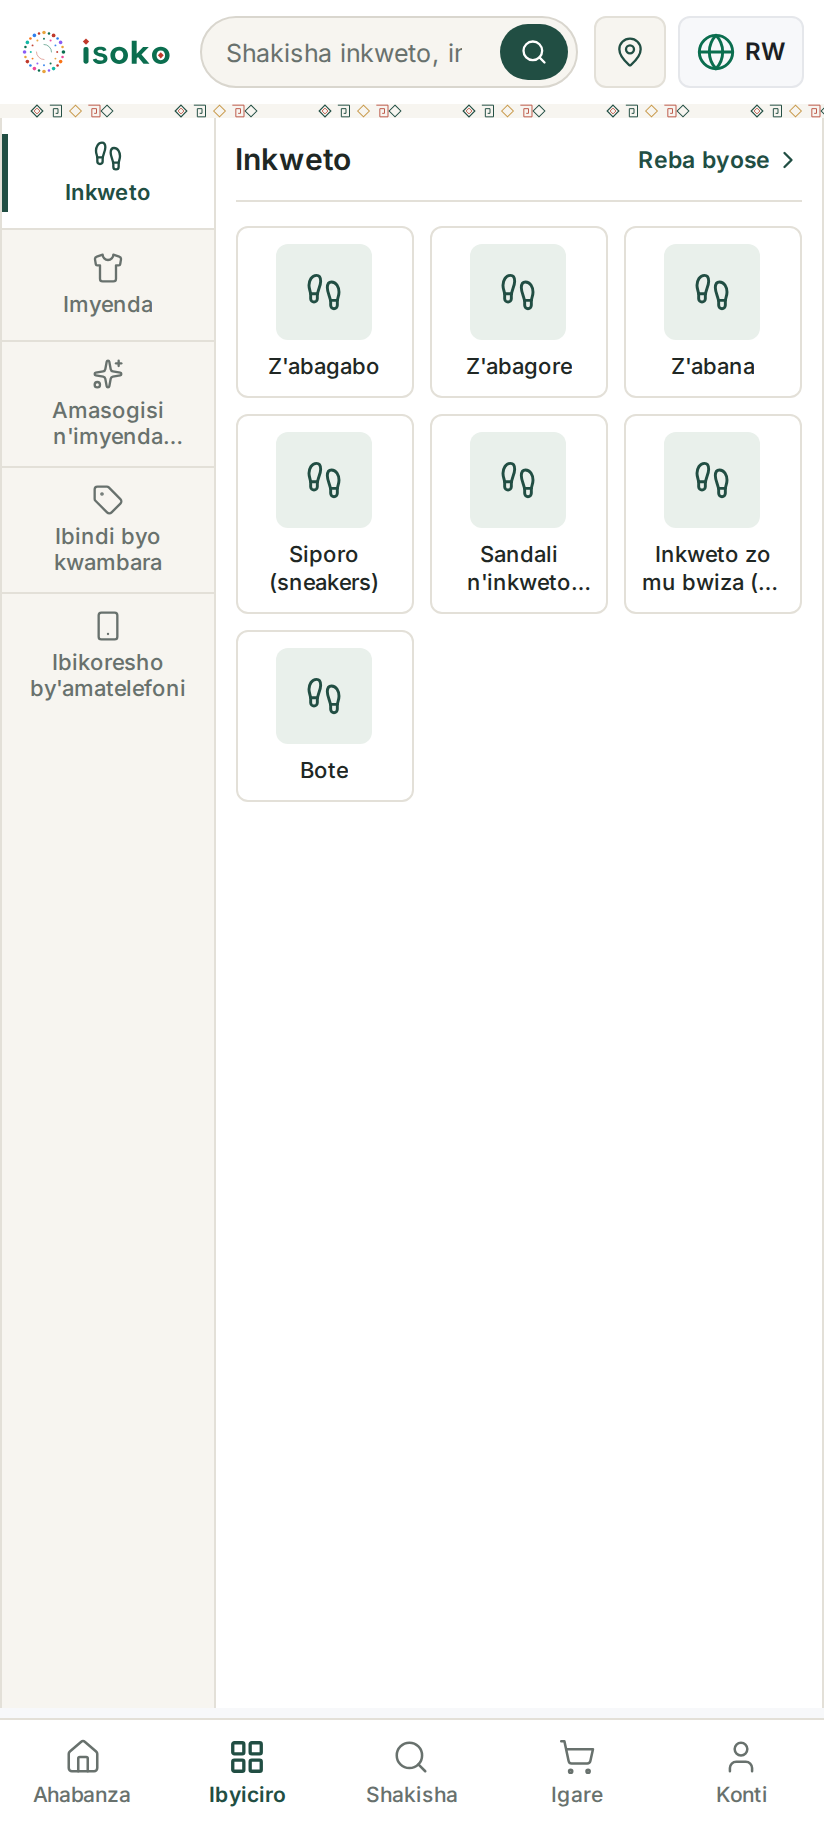 isoko
Shakisha inkweto, ir
RW
Inkweto
Imyenda
Amasogisi
n'imyenda...
Ibindi byo
kwambara
Ibikoresho
by'amatelefoni
Inkweto
Reba byose
Z'abagabo
Z'abagore
Z'abana
Siporo
(sneakers)
Sandali
n'inkweto...
Inkweto zo
mu bwiza (...
Bote
Ahabanza
Ibyiciro
Shakisha
Igare
Konti